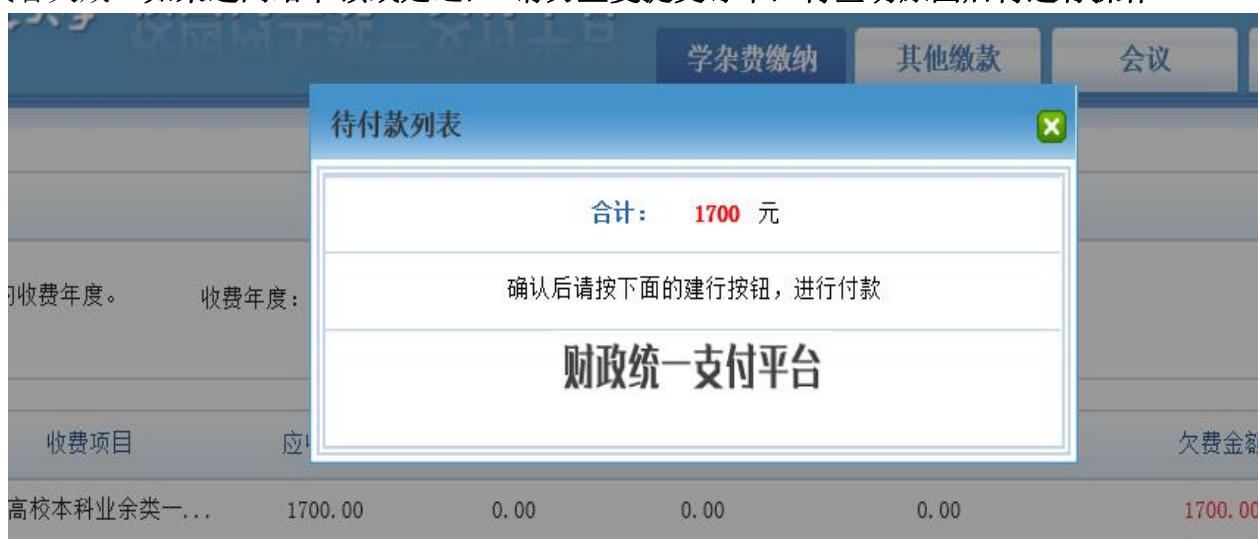 学杂费缴纳 其他缴款 会议
待付款列表
合计: 1700 元
的收费年度。 收费年度:
确认后请按下面的建行按钮，进行付款
财政统一支付平台
收费项目 欠费金额
高校本科业余类一... 1700.00 0.00 0.00 0.00 1700.00